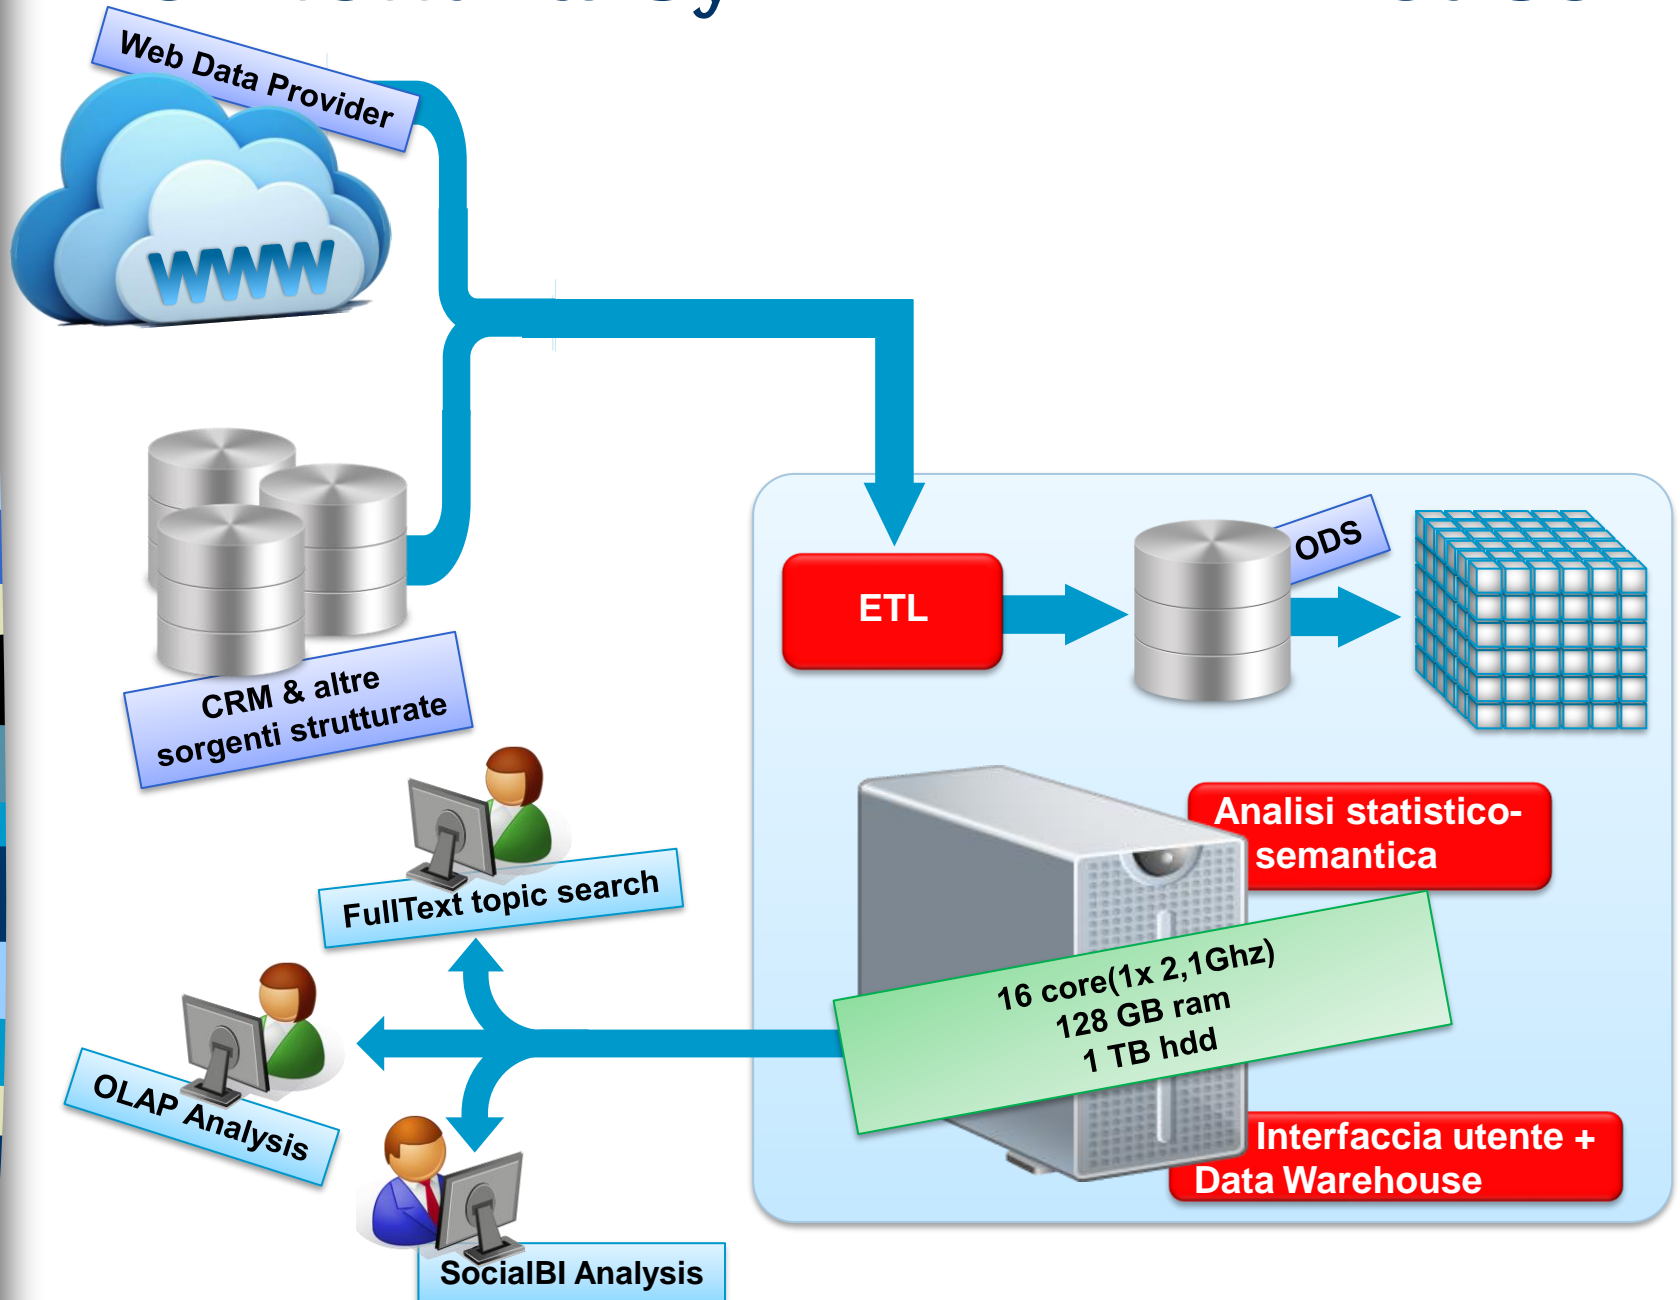 Web Data Provider
WWW
ODS
ETL
CRM & altre
sorgenti strutturate
Analisi statistico-
semantica
FullText topic search
16 core(1x 2,1Ghz)
128 GB ram
1 TB hdd
OLAP Analysis
Interfaccia utente +
Data Warehouse
SocialBI Analysis